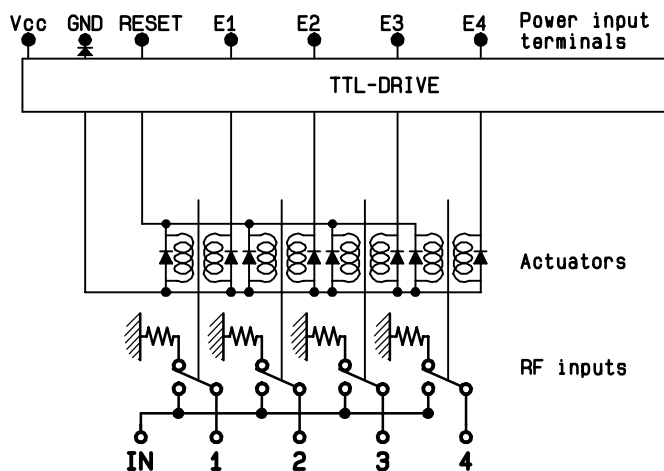 Vcc GND RESET E1 E2 E3 E4 Power input
terminals
TTL-DRIVE
Actuators
RF inputs
IN 1 2 3 4